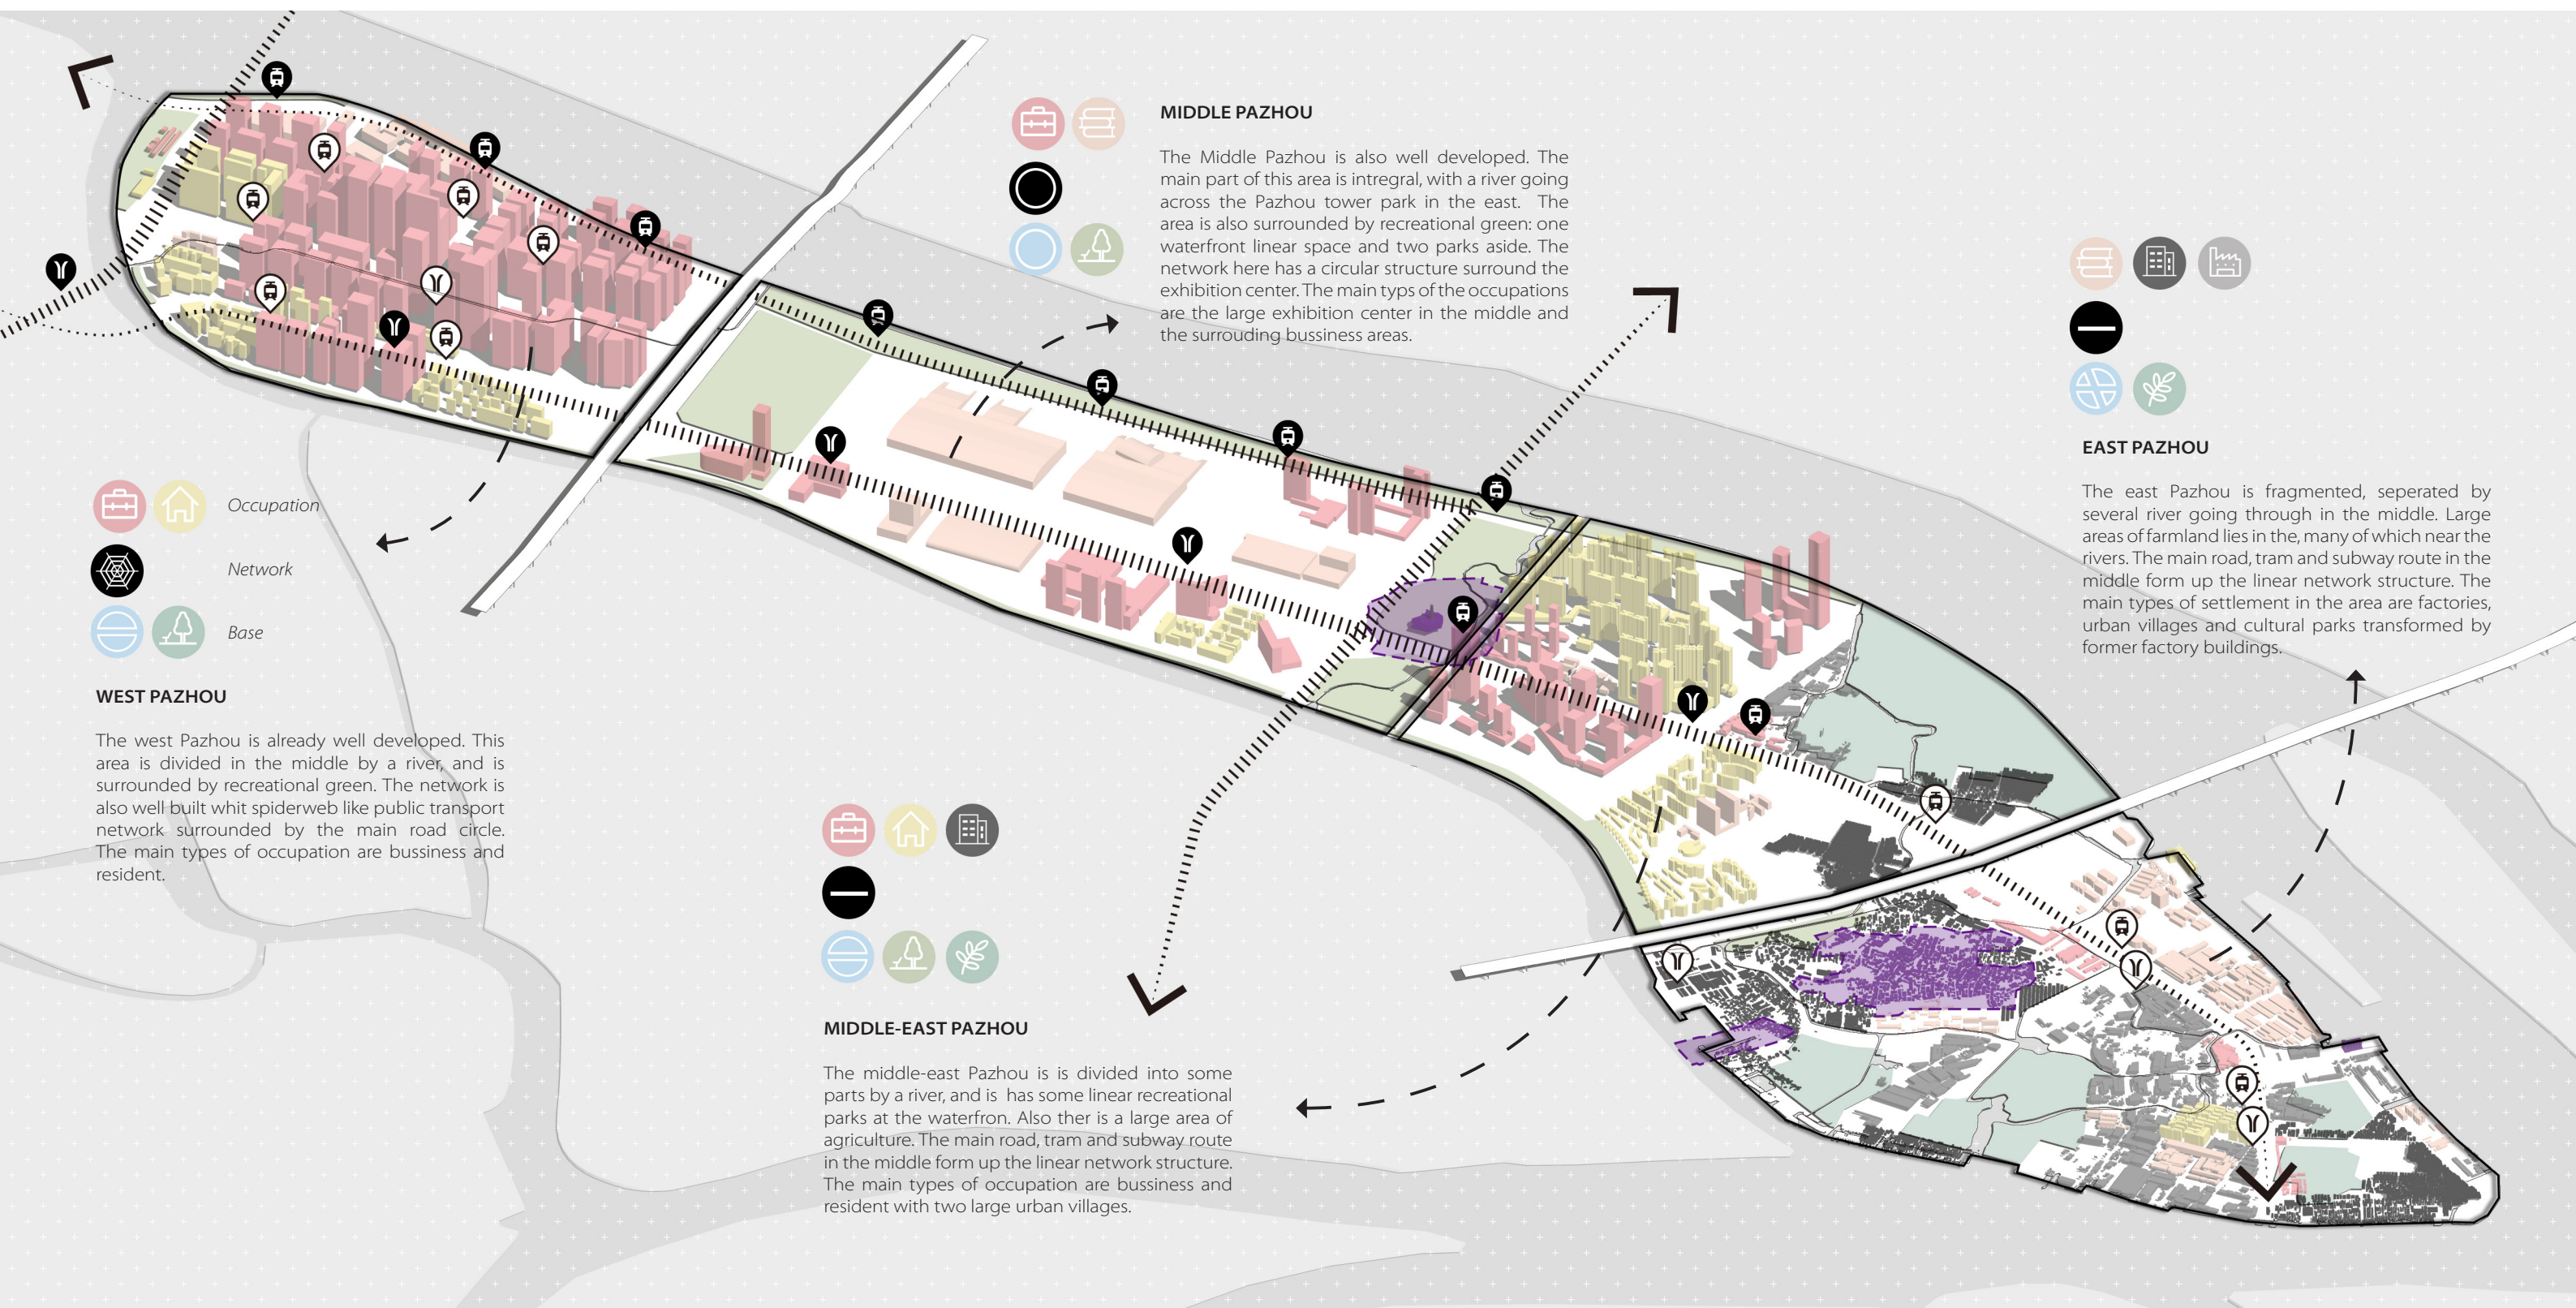 MIDDLE PAZHOU
The Middle Pazhou is also well developed. The
main part of this area is intregral, with a river going
across the Pazhou tower park in the east. The
area is also surrounded by recreational green: one
waterfront linear space and two parks aside. The
network here has a circular structure surround the
exhibition center. The main typs of the occupations
are the large exhibition center in the middle and
the surrouding bussiness areas.
EAST PAZHOU
The east Pazhou is fragmented, seperated by
several river going through in the middle. Large
areas of farmland lies in the, many of which near the
rivers. The main road, tram and subway route in the
middle form up the linear network structure. The
main types of settlement in the area are factories,
urban villages and cultural parks transformed by
former factory buildings.
Occupation
Network
Base
WEST PAZHOU
The west Pazhou is already well developed. This
area is divided in the middle by a river, and is
surrounded by recreational green. The network is
also well built whit spiderweb like public transport
network surrounded by the main road circle.
The main types of occupation are bussiness and
resident.
MIDDLE-EAST PAZHOU
The middle-east Pazhou is is divided into some
parts by a river, and is has some linear recreational
parks at the waterfron. Also ther is a large area of
agriculture. The main road, tram and subway route
in the middle form up the linear network structure.
The main types of occupation are bussiness and
resident with two large urban villages.